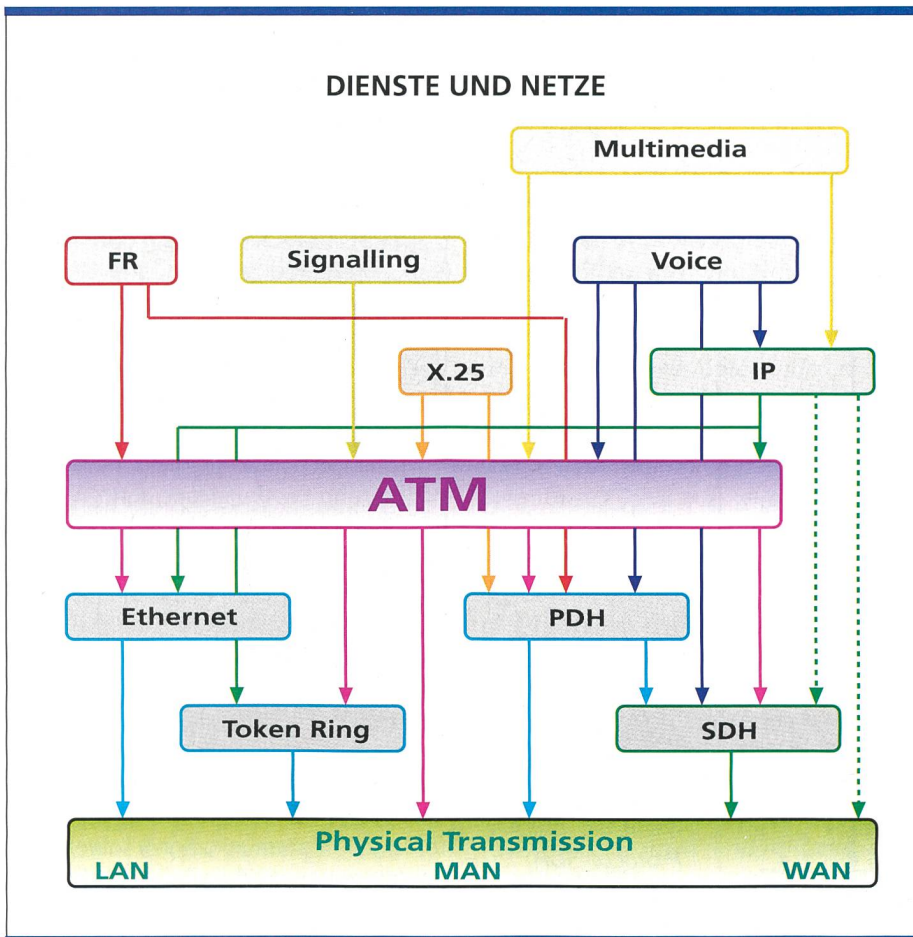 DIENSTE UND NETZE
Multimedia
FR
Signalling
Voice
X.25
IP
ATM
Ethernet
PDH
Token Ring
SDH
Physical Transmission
LAN MAN WAN